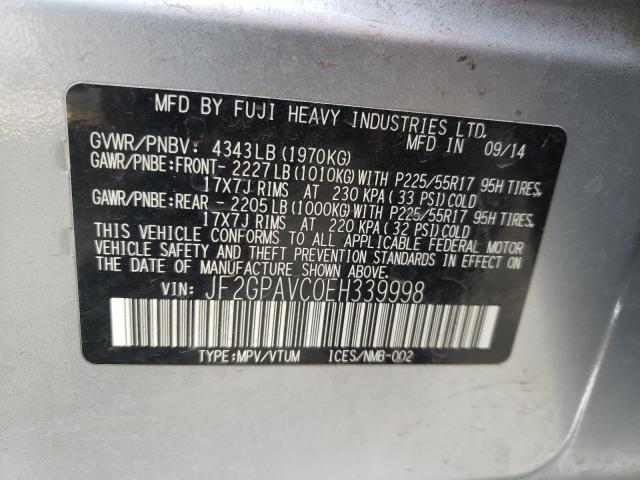 MFD BY FUJI HEAVY INDUSTRIES LTD.
MFD IN 09/14
GVWR/PNBV: 4343LB (1970KG)
GAWR/PNBE:FRONT- 2227LB(1010KG)WITH P225/55R17 95H TIRES,
17X7J RIMS AT 230 KPA (33 PSI)COLD
GAWR/PNBE:REAR - 2205LB(1000KG)WITH P225/55R17 95H TIRES,
17X7J RIMS AT 220 KPA (32 PSI)COLD
THIS VEHICLE CONFORMS TO ALL APPLICABLE FEDERAL MOTOR
VEHICLE SAFETY AND THEFT PREVENTION STANDARDS IN EFFECT ON
THE DATE OF MANUFACTURE SHOWN ABOVE.
VIN: JF2GPAVC0EH339998
TYPE:MPV/VTUM ICES/NMB-002